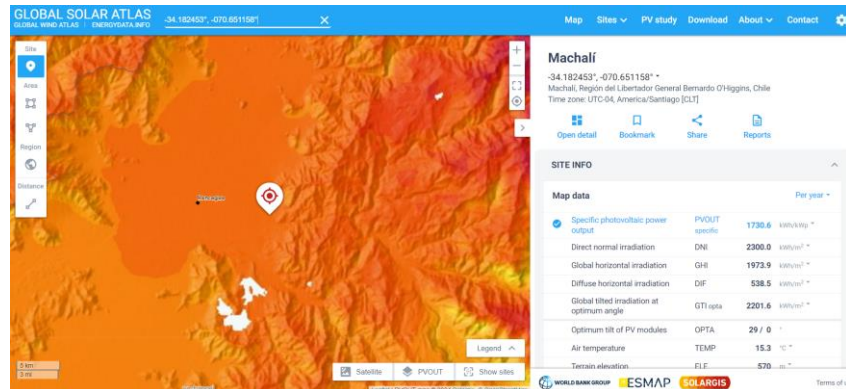 GLOBAL SOLAR ATLAS
GLOBAL WIND ATLAS | ENERGYDATA.INFO
-34.182453°, -070.651158°
Map Sites PV study Download About Contact
Site
Area
Region
Distance
5 km
3 mi
Legend
Satellite PVOUT Show sites
Machalí
-34.182453°, -070.651158°
Machalí, Región del Libertador General Bernardo O'Higgins, Chile
Time zone: UTC-04, America/Santiago [CLT]
Open detail Bookmark Share Reports
SITE INFO
Map data Per year
Specific photovoltaic power output PVOUT specific 1730.6 kWh/kWp
Direct normal irradiation DNI 2300.0 kWh/m²
Global horizontal irradiation GHI 1973.9 kWh/m²
Diffuse horizontal irradiation DIF 538.5 kWh/m²
Global tilted irradiation at optimum angle GTI opta 2201.6 kWh/m²
Optimum tilt of PV modules OPTA 29 / 0 °
Air temperature TEMP 15.3 °C
Terrain elevation ELE 570 m
WORLD BANK GROUP ESMAP SOLARGIS Terms of